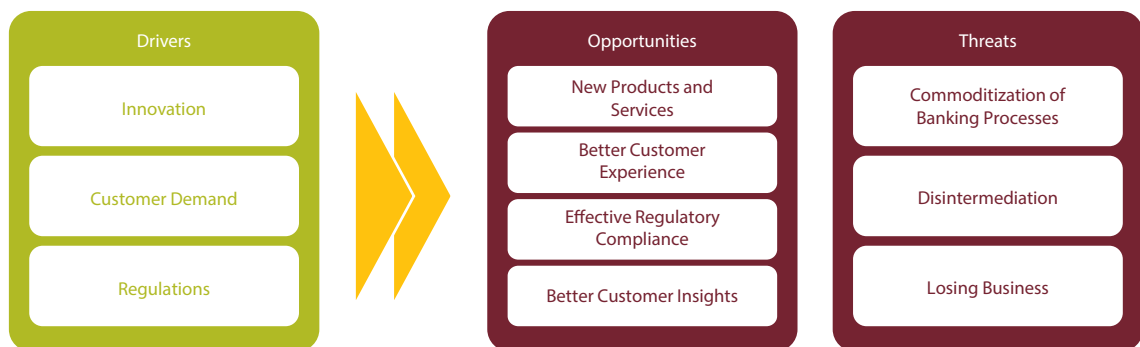 Drivers
Innovation
Customer Demand
Regulations
Opportunities
New Products and
Services
Better Customer
Experience
Effective Regulatory
Compliance
Better Customer Insights
Threats
Commoditization of
Banking Processes
Disintermediation
Losing Business